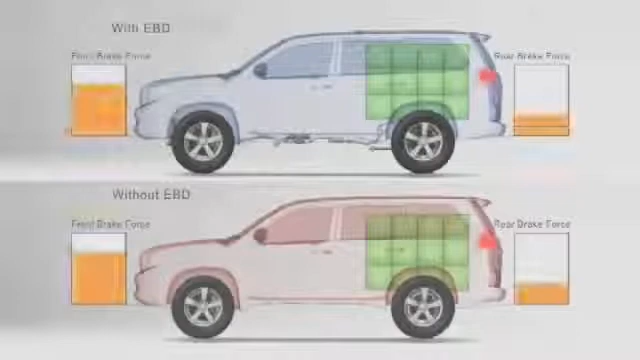 With EBD
Front Brake Force
Rear Brake Force
Without EBD
Front Brake Force
Rear Brake Force